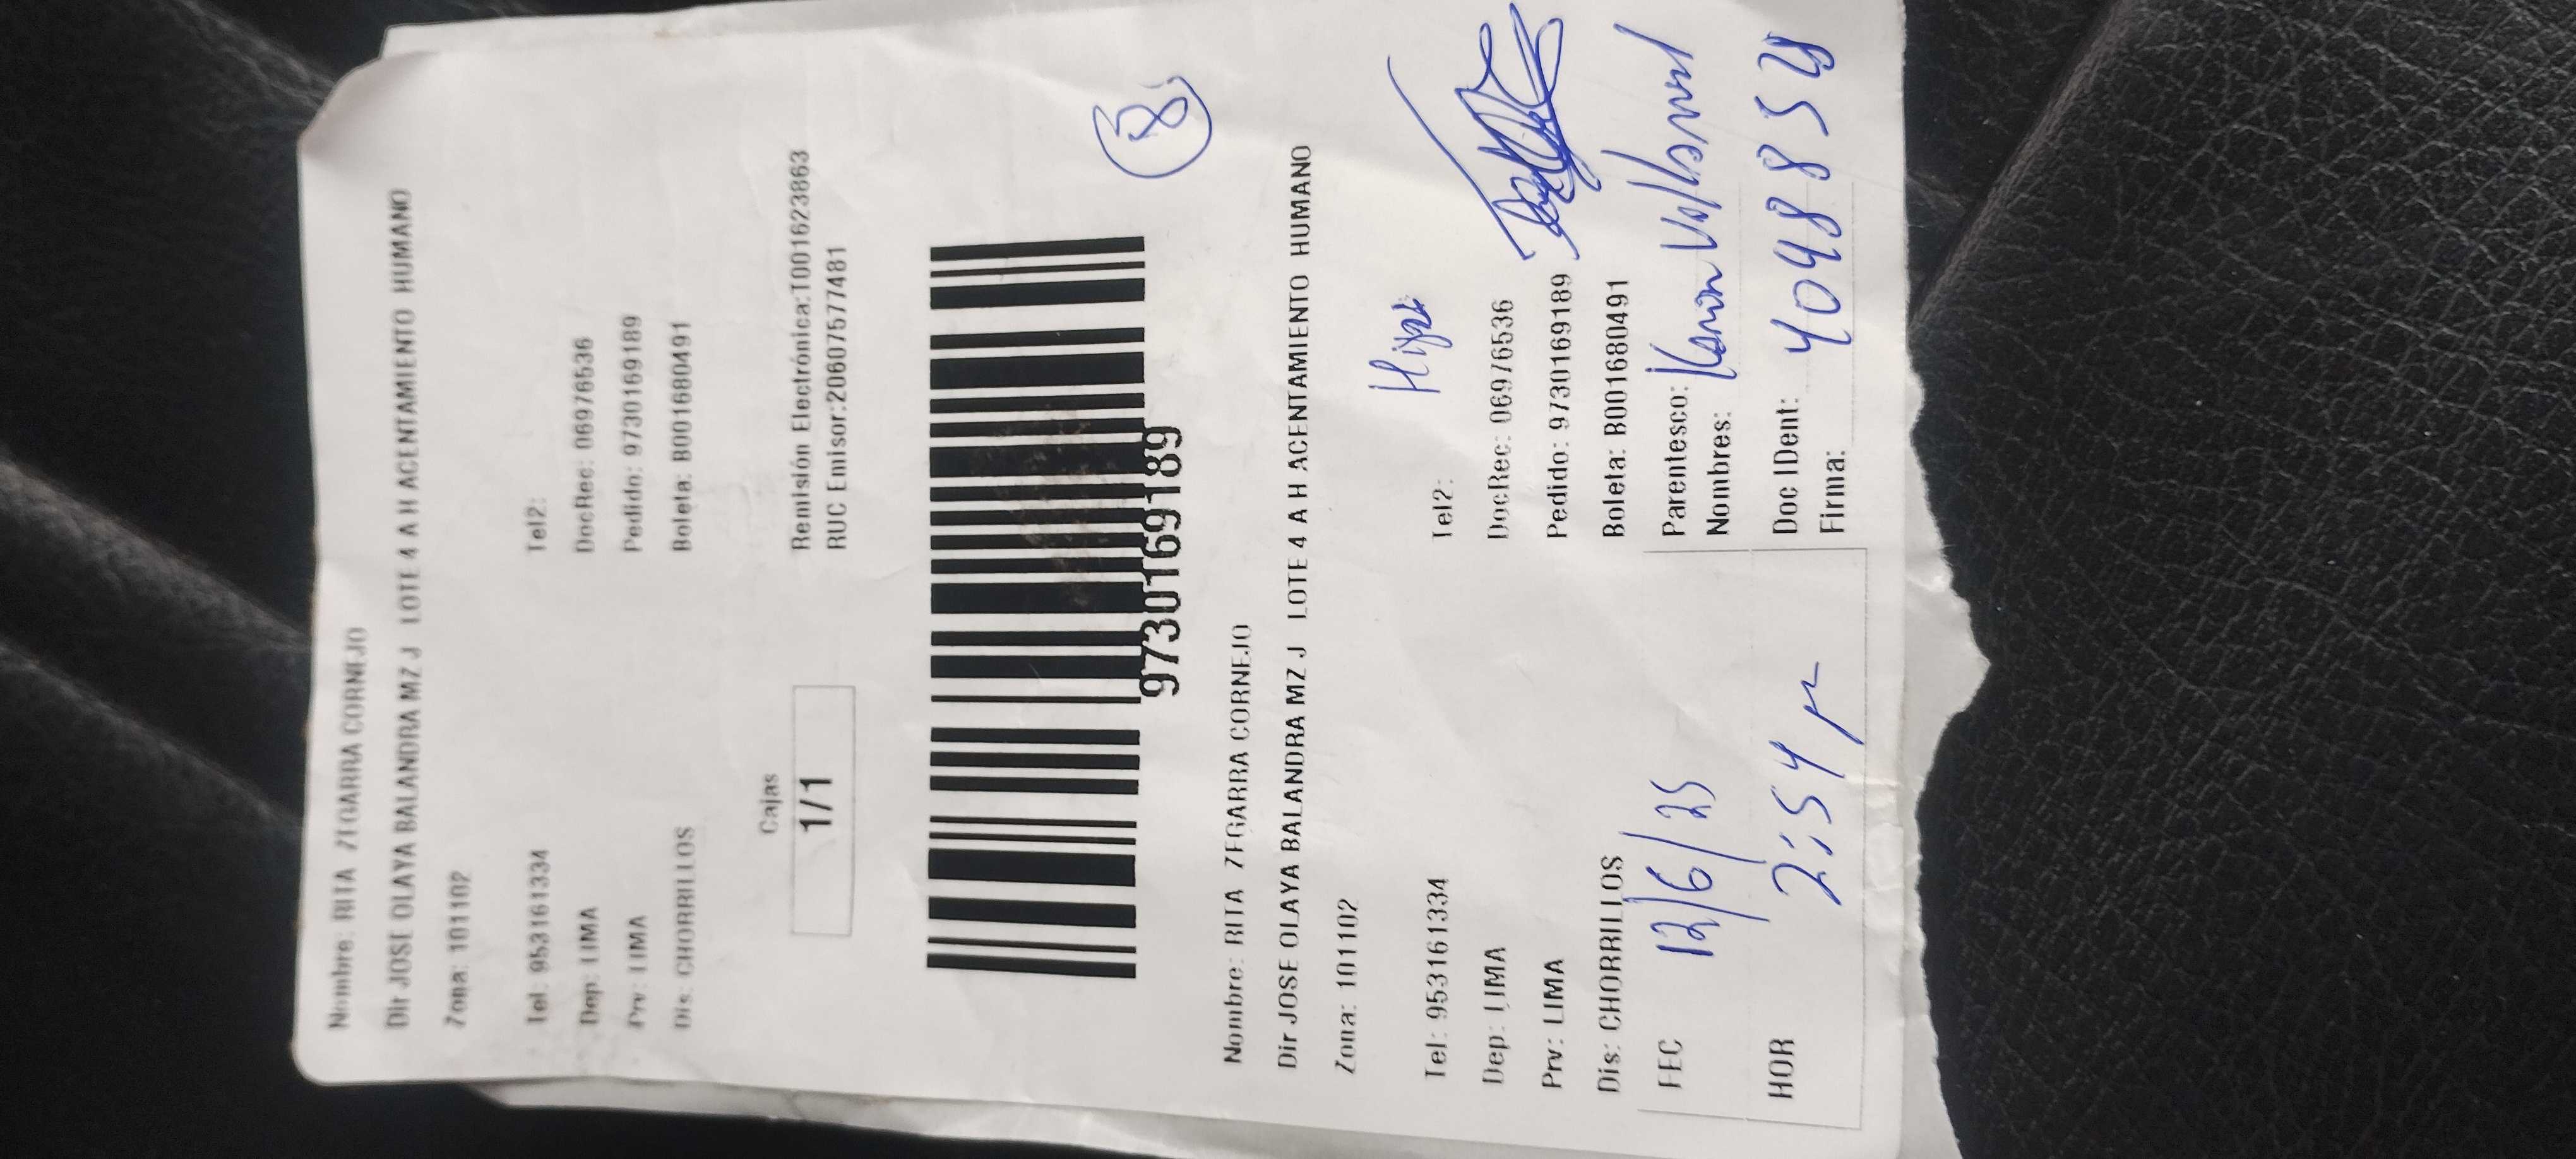 Nombre: RITA ZEGARRA CORNEJO
Dir JOSE OLAYA BALANDRA MZ J LOTE 4 A H ACENTAMIENTO HUMANO
Zona: 101102
Tel: 953161334 Tel2:
Dep: LIMA DocRec: 06976536
Prv: LIMA Pedido: 9730169189
Dis: CHORRILLOS Boleta: B001680491
Cajas
1/1
Remisión Electrónica:T001623863
RUC Emisor:20607577481
9730169189
8
Nombre: RITA ZEGARRA CORNEJO
Dir JOSE OLAYA BALANDRA MZ J LOTE 4 A H ACENTAMIENTO HUMANO
Zona: 101102
Tel: 953161334 Tel2:
Dep: LIMA DocRec: 06976536
Prv: LIMA Pedido: 9730169189
Dis: CHORRILLOS Boleta: B001680491
FEC 12/6/25 Parentesco:
Nombres:
HOR 2:54 p Doc IDent: 40488554
Firma: